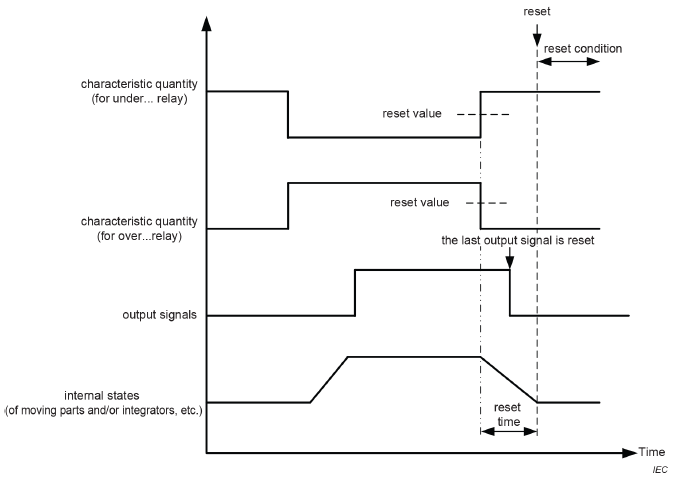 reset
reset condition
characteristic quantity
(for under... relay)
reset value
reset value
characteristic quantity
(for over...relay)
the last output signal is reset
output signals
internal states
(of moving parts and/or integrators, etc.)
reset
time
Time
IEC